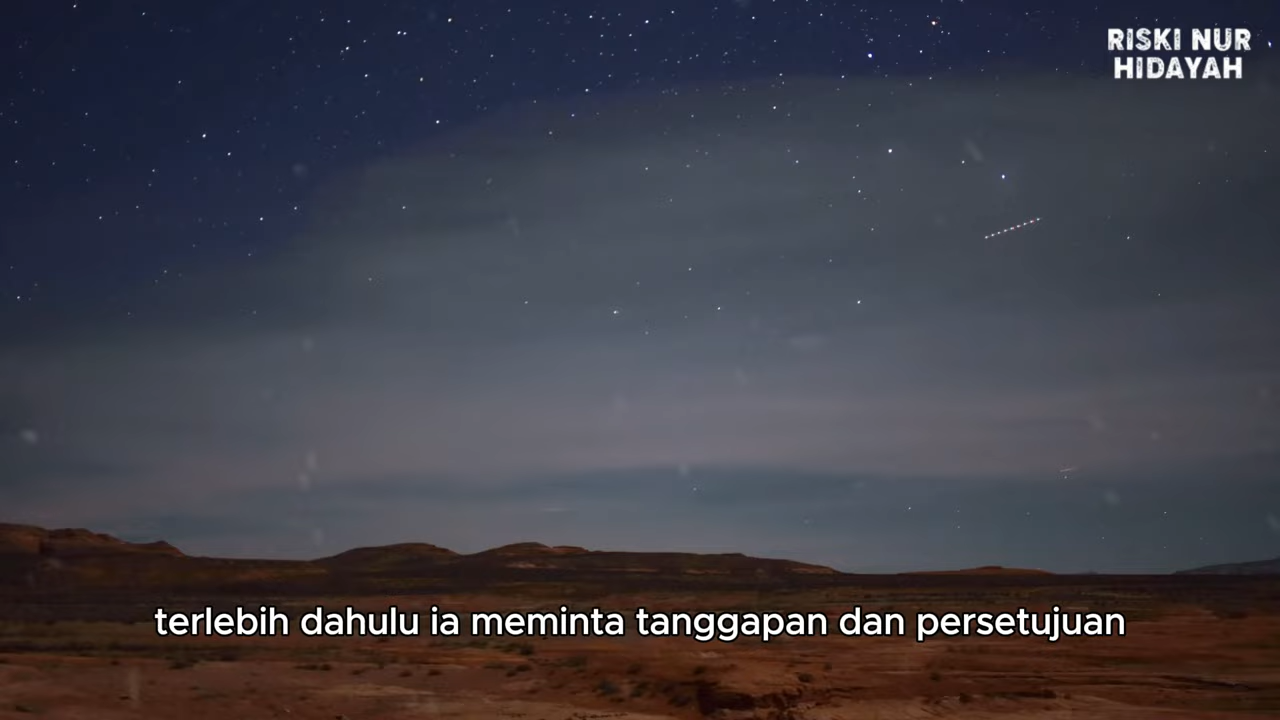 RISKI NUR
HIDAYAH
terlebih dahulu ia meminta tanggapan dan persetujuan